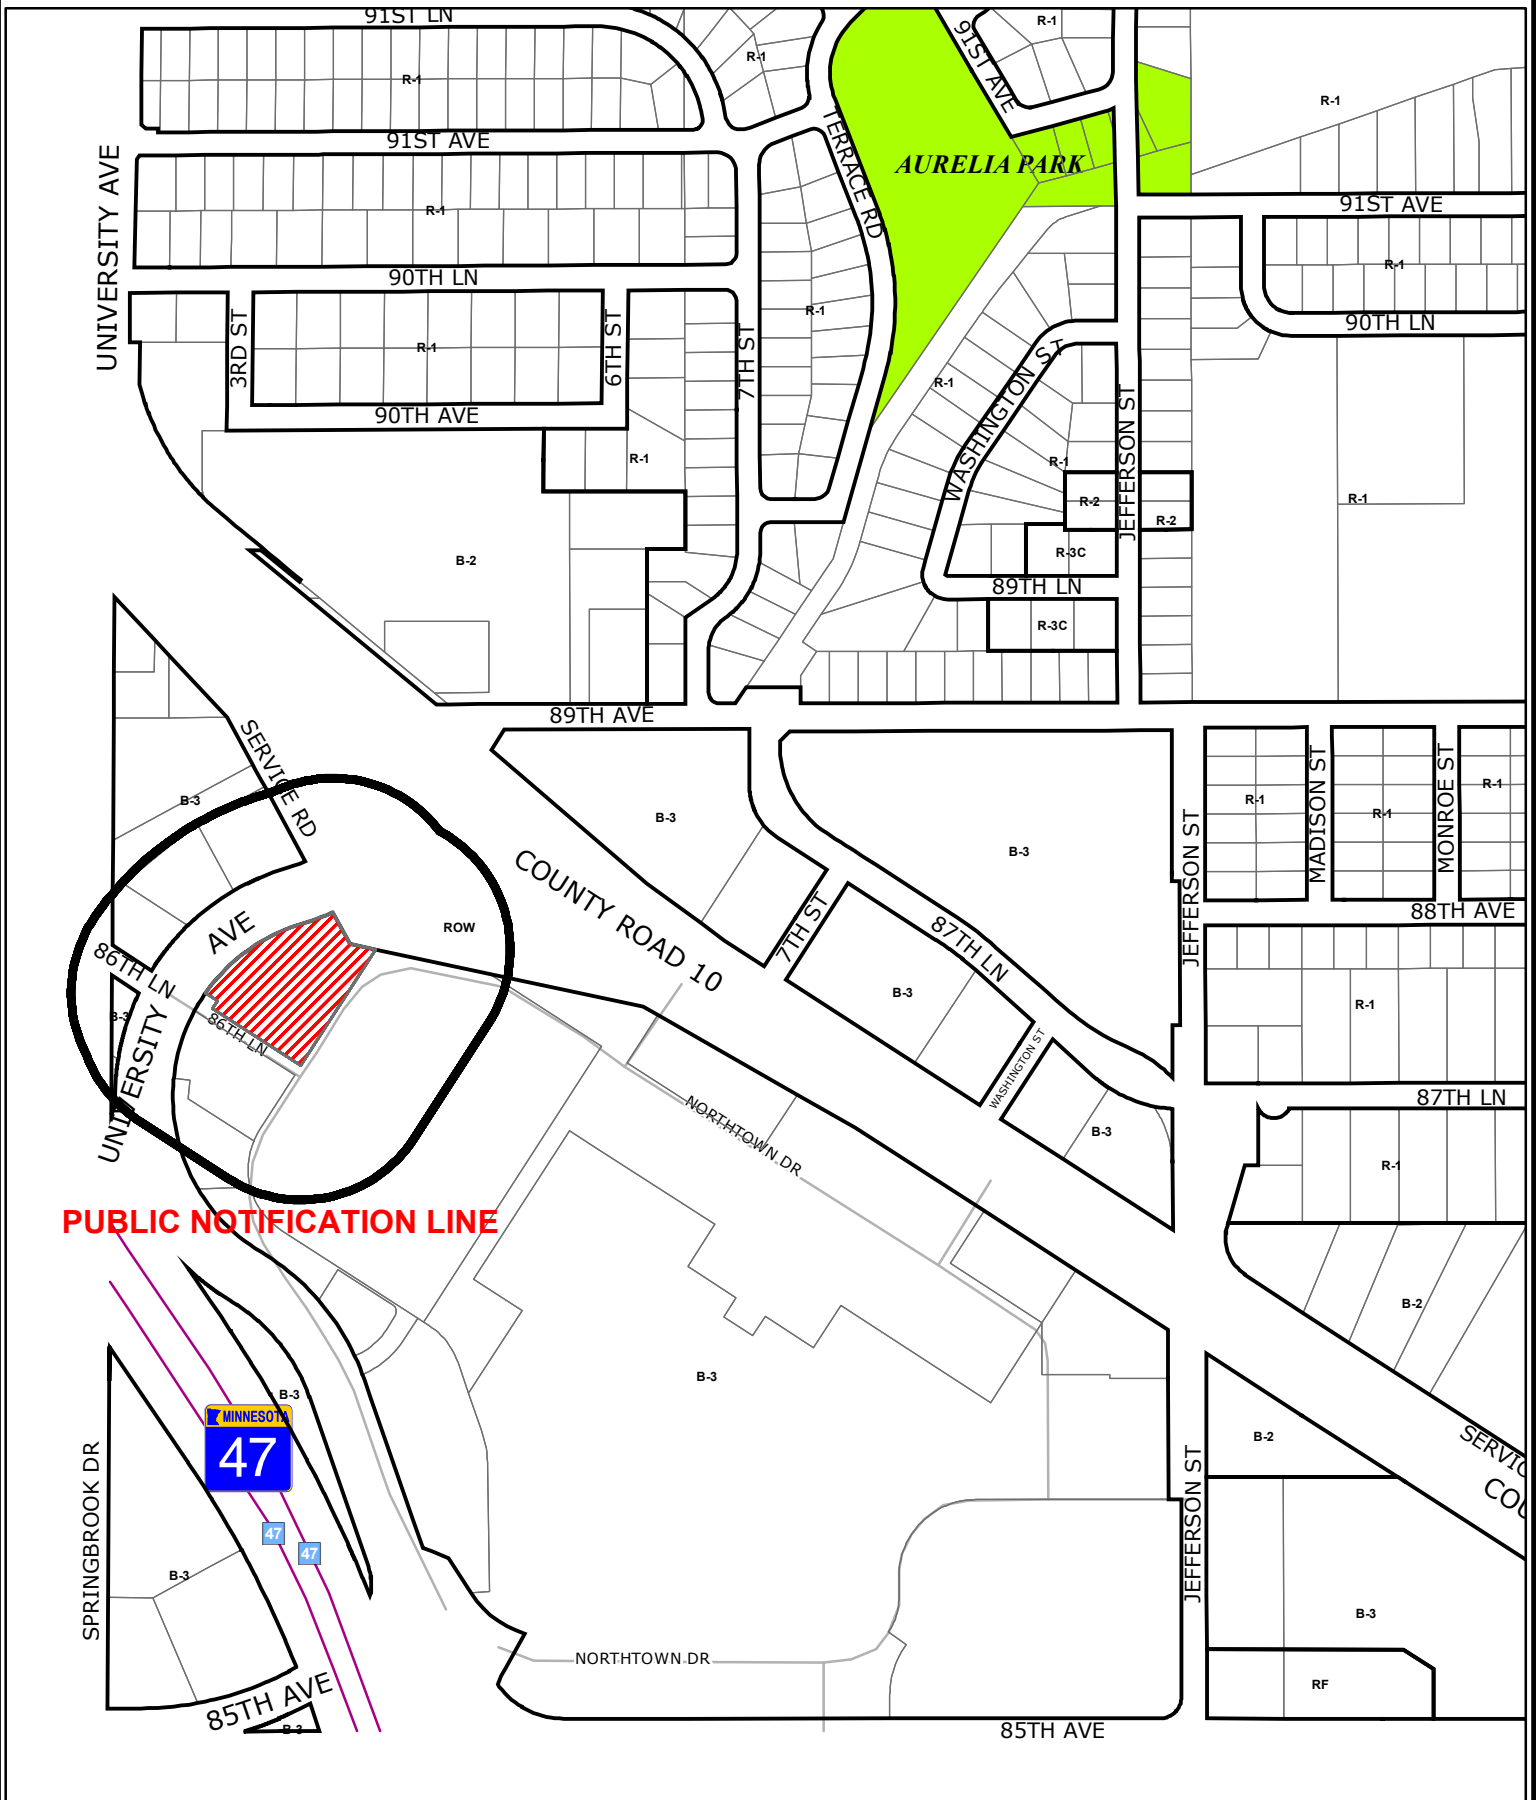 91ST LN
R-1
R-1
R-1
91ST AVE
R-1
R-1
91ST AVE
TERRACE RD
AURELIA PARK
UNIVERSITY AVE
R-1
91ST AVE
90TH LN
R-1
3RD ST
R-1
6TH ST
7TH ST
R-1
90TH LN
90TH AVE
R-1
WASHINGTON ST
JEFFERSON ST
R-1
R-1
R-2
R-2
R-1
B-2
R-3C
89TH LN
R-3C
89TH AVE
SERVICE RD
B-3
B-3
B-3
COUNTY ROAD 10
JEFFERSON ST
R-1
MADISON ST
R-1
MONROE ST
R-1
88TH AVE
AVE
ROW
7TH ST
87TH LN
86TH LN
B-3
UNIVERSITY
86TH LN
B-3
WASHINGTON ST
R-1
NORTHTOWN DR
B-3
87TH LN
R-1
PUBLIC NOTIFICATION LINE
B-2
B-3
B-3
MINNESOTA
47
47
47
SPRINGBROOK DR
B-3
B-2
JEFFERSON ST
SERVIC
COU
B-3
NORTHTOWN DR
RF
85TH AVE
B-3
85TH AVE